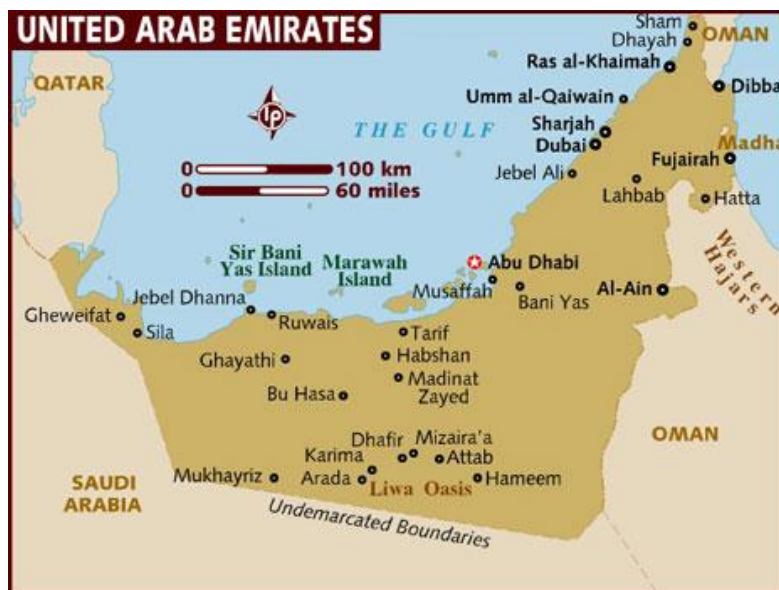 UNITED ARAB EMIRATES
Sham
OMAN
Dhayah
QATAR
Ras al-Khaimah
Dibba
Umm al-Qaiwain
lp
THE GULF
Sharjah
Dubai
Madha
Fujairah
0 100 km
0 60 miles
Jebel Ali
Lahbab
Hatta
Western Hajars
Sir Bani
Yas Island
Marawah
Island
Abu Dhabi
Musaffah
Bani Yas
Al-Ain
Jebel Dhanna
Gheweifat
Ruwais
Sila
Tarif
Ghayathi
Habshan
Madinat
Zayed
Bu Hasa
OMAN
Dhafir
Mizaira'a
Karima
Attab
SAUDI
ARABIA
Mukhayriz
Arada
Liwa Oasis
Hameem
Undemarcated Boundaries